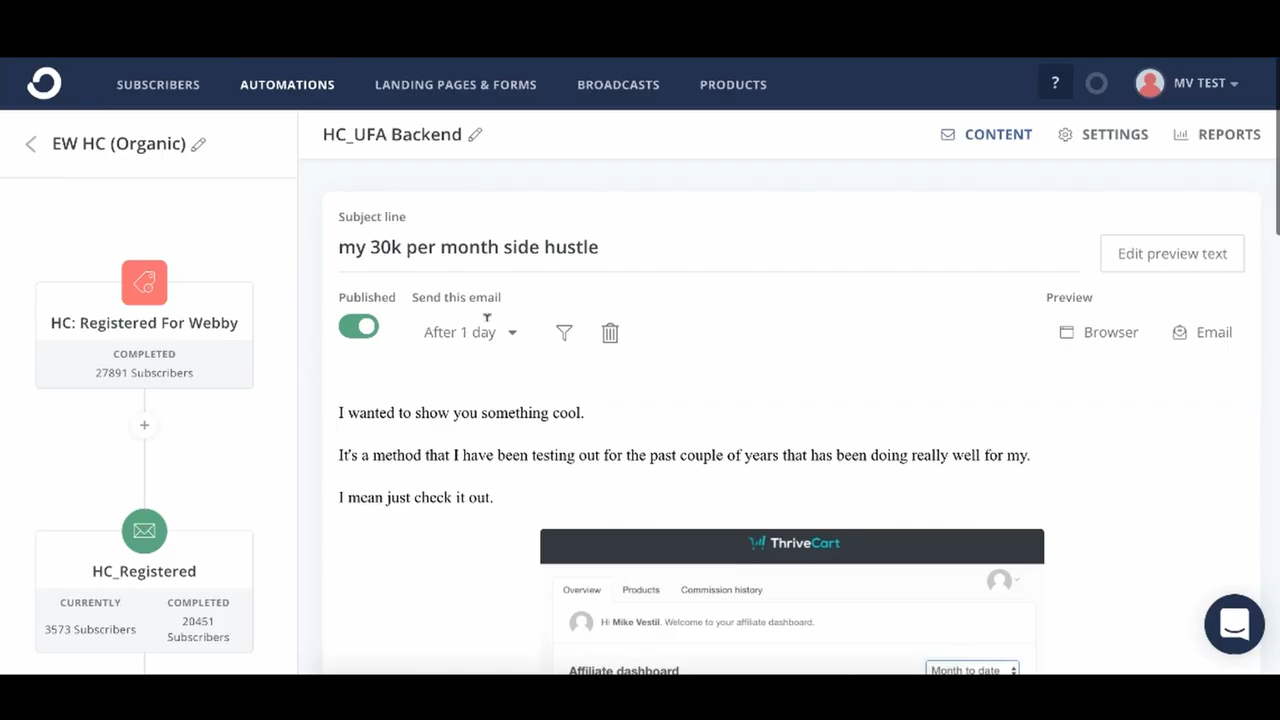 SUBSCRIBERS AUTOMATIONS LANDING PAGES & FORMS BROADCASTS PRODUCTS ? MV TEST
EW HC (Organic)
HC_UFA Backend
CONTENT SETTINGS REPORTS
Subject line
my 30k per month side hustle
Edit preview text
Published Send this email Preview
After 1 day Browser Email
HC: Registered For Webby
COMPLETED
27891 Subscribers
+
I wanted to show you something cool.
It's a method that I have been testing out for the past couple of years that has been doing really well for my.
I mean just check it out.
HC_Registered
CURRENTLY COMPLETED
3573 Subscribers 20451
Subscribers
ThriveCart
Overview Products Commission history
Hi Mike Vestil. Welcome to your affiliate dashboard.
Affiliate dashboard Month to date